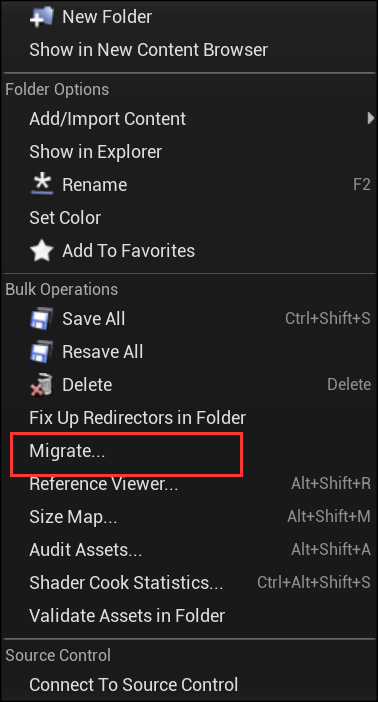 New Folder
Show in New Content Browser
Folder Options
Add/Import Content
Show in Explorer
Rename F2
Set Color
Add To Favorites
Bulk Operations
Save All Ctrl+Shift+S
Resave All
Delete Delete
Fix Up Redirectors in Folder
Migrate...
Reference Viewer... Alt+Shift+R
Size Map... Alt+Shift+M
Audit Assets... Alt+Shift+A
Shader Cook Statistics... Ctrl+Alt+Shift+S
Validate Assets in Folder
Source Control
Connect To Source Control